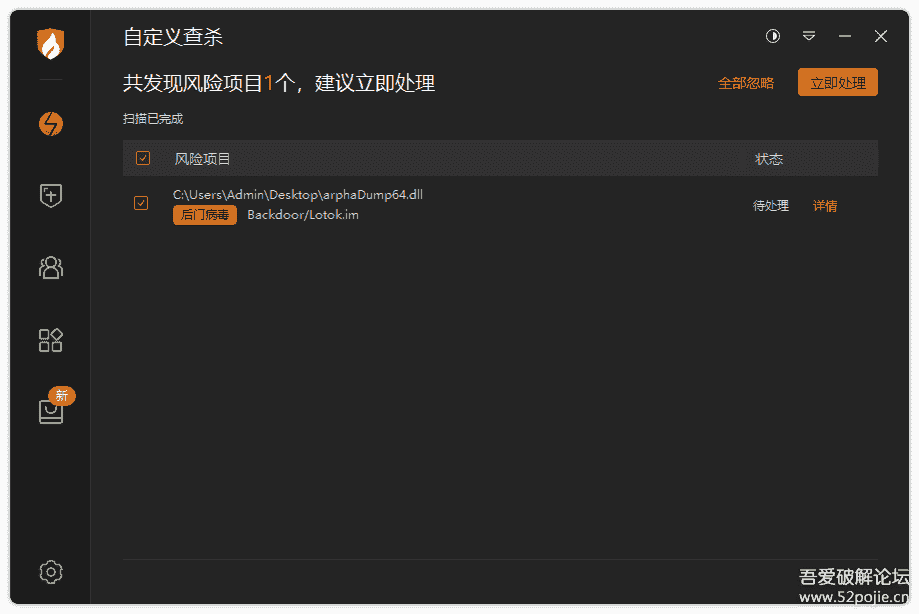 自定义查杀
共发现风险项目1个，建议立即处理
全部忽略
立即处理
扫描已完成
风险项目
状态
C:\Users\Admin\Desktop\arphaDump64.dll
后门病毒 Backdoor/Lotok.im
待处理
详情
新
吾爱破解论坛
www.52pojie.cn